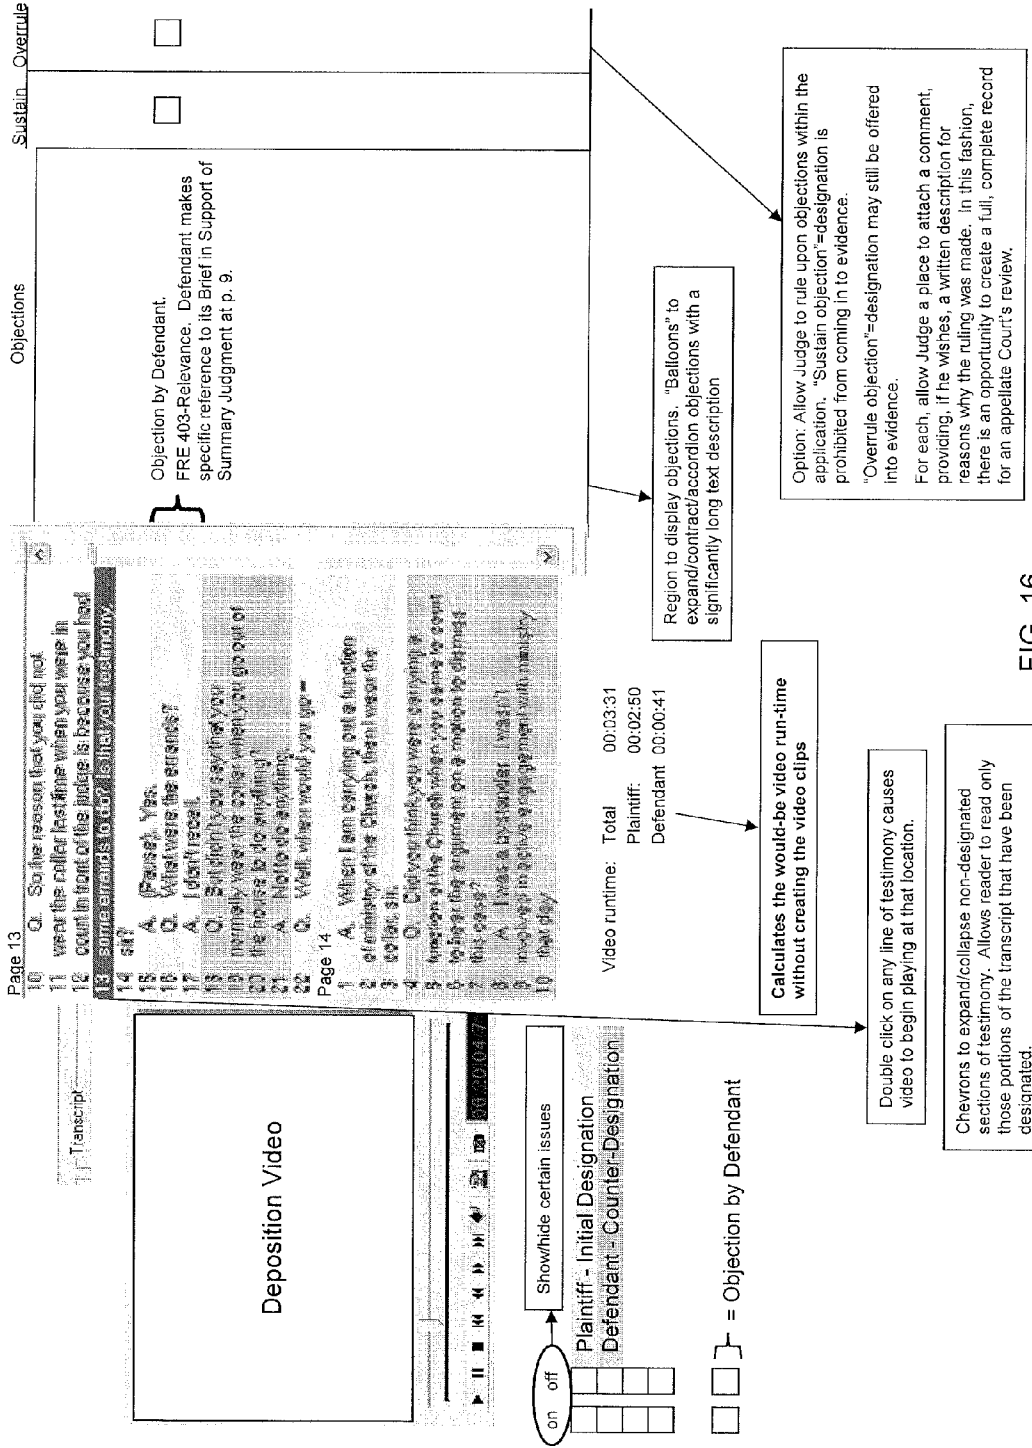 Transcript
Deposition Video
00:20:04.7
on off
Show/hide certain issues
Plaintiff - Initial Designation
Defendant - Counter-Designation
= Objection by Defendant
Page 13
10 Q. So, the reason that you did not
11 wear the collar last time when you were in
12 court in front of the judge is because you had
13 some errands to do? Is that your testimony,
14 sir?
15 A. (Pause). Yes.
16 Q. What were the errands?
17 A. I don't recall.
18 Q. But didn't you say that you
19 normally wear the collar when you go out of
20 the house to do anything?
21 A. Not to do anything.
22 Q. Well, when would you go --
Page 14
1 A. When I am carrying out a function
2 of ministry of the Church, then I wear the
3 collar, sir.
4 Q. Did you think you were carrying a
5 function of the Church when you came to court
6 to hear the argument on a motion to dismiss
7 this case?
8 A. I was a bystander. I wasn't
9 involved in active engagement with ministry
10 that day.
Objections
Sustain Overrule
Objection by Defendant.
FRE 403-Relevance. Defendant makes
specific reference to its Brief in Support of
Summary Judgment at p. 9.
Video runtime: Total 00:03:31
Plaintiff: 00:02:50
Defendant 00:00:41
Calculates the would-be video run-time
without creating the video clips
Double click on any line of testimony causes
video to begin playing at that location.
Chevrons to expand/collapse non-designated
sections of testimony. Allows reader to read only
those portions of the transcript that have been
designated.
Region to display objections. "Balloons" to
expand/contract/accordion objections with a
significantly long text description
Option: Allow Judge to rule upon objections within the
application. "Sustain objection"=designation is
prohibited from coming in to evidence.
"Overrule objection"=designation may still be offered
into evidence.
For each, allow Judge a place to attach a comment,
providing, if he wishes, a written description for
reasons why the ruling was made. In this fashion,
there is an opportunity to create a full, complete record
for an appellate Court's review.
FIG. 16